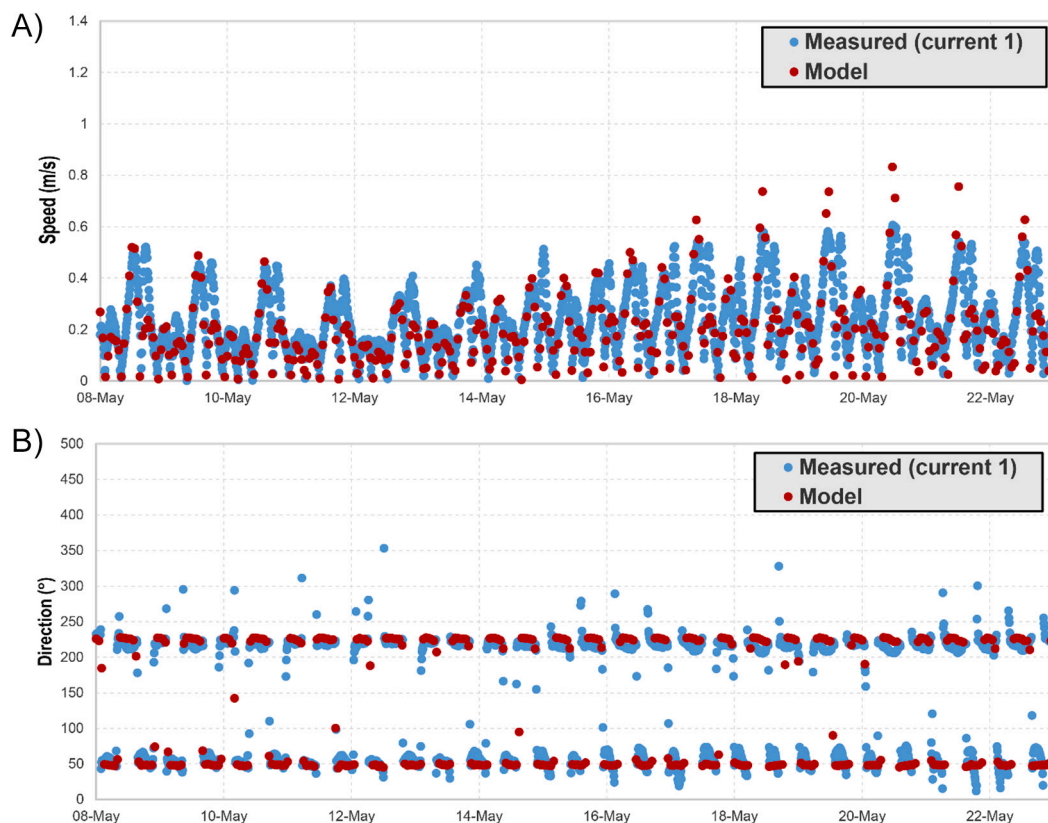 A)
1.4
1.2
1
0.8
0.6
0.4
0.2
0
Speed (m/s)
Measured (current 1)
Model
08-May 10-May 12-May 14-May 16-May 18-May 20-May 22-May
B)
500
450
400
350
300
250
200
150
100
50
0
Direction (°)
Measured (current 1)
Model
08-May 10-May 12-May 14-May 16-May 18-May 20-May 22-May